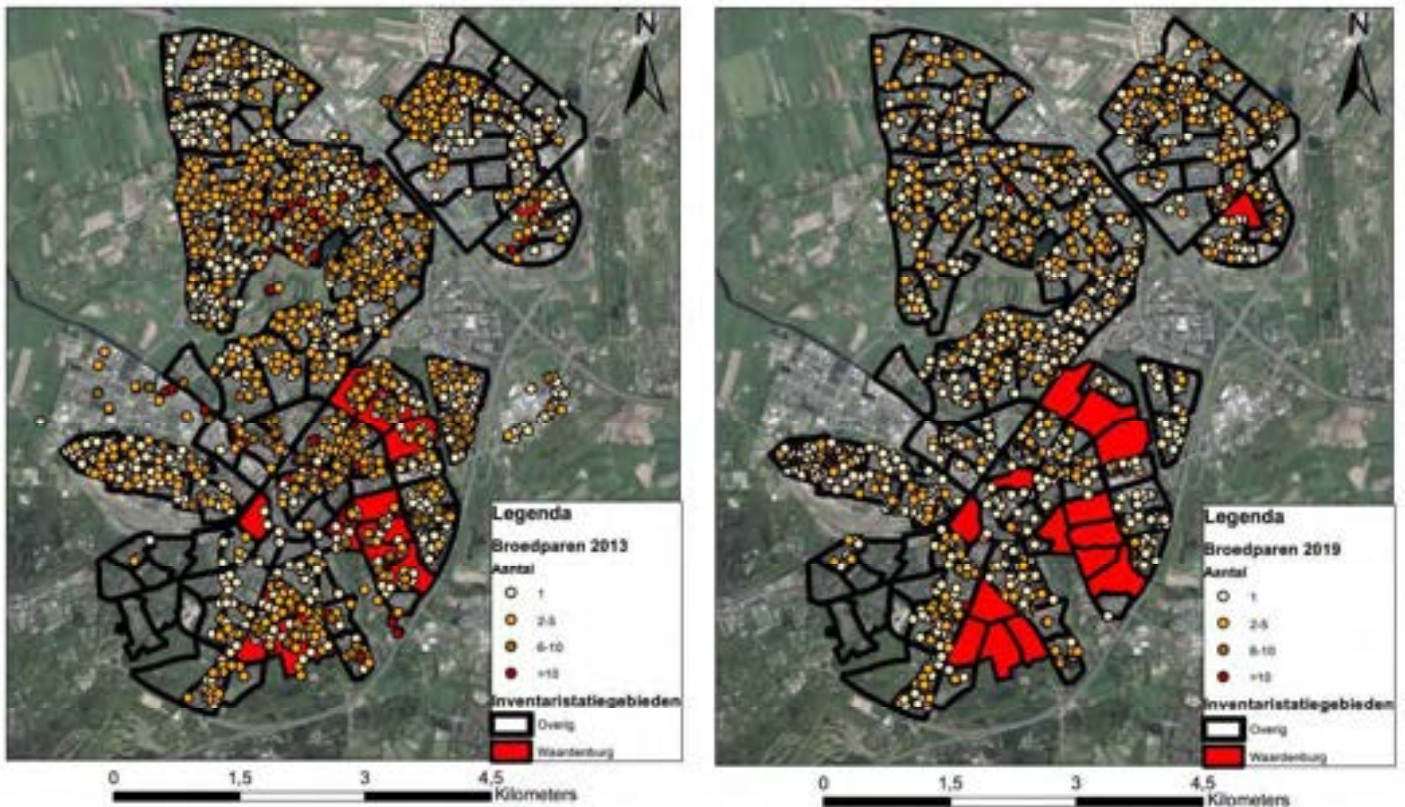 N
Legenda
Broedparen 2013
Aantal
1
2-5
6-10
>10
Inventaristatiegebieden
Overig
Waardenburg
0 1,5 3 4,5
Kilometers
N
Legenda
Broedparen 2019
Aantal
1
2-5
6-10
>10
Inventaristatiegebieden
Overig
Waardenburg
0 1,5 3 4,5
Kilometers